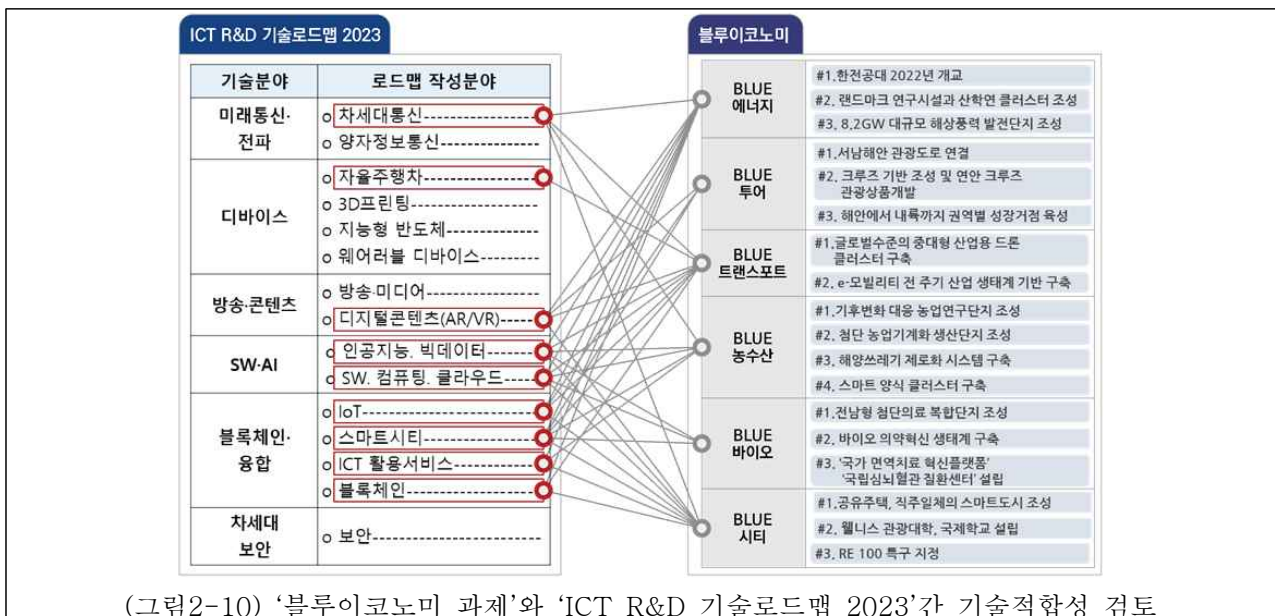 ICT R&D 기술로드맵 2023
기술분야 로드맵 작성분야
미래통신·
전파
o 차세대통신
o 양자정보통신
디바이스
o 자율주행차
o 3D프린팅
o 지능형 반도체
o 웨어러블 디바이스
방송·콘텐츠
o 방송·미디어
o 디지털콘텐츠(AR/VR)
SW·AI
o 인공지능. 빅데이터
o SW. 컴퓨팅. 클라우드
블록체인·
융합
o IoT
o 스마트시티
o ICT 활용서비스
o 블록체인
차세대
보안
o 보안
블루이코노미
BLUE
에너지
#1.한전공대 2022년 개교
#2. 랜드마크 연구시설과 산학연 클러스터 조성
#3. 8.2GW 대규모 해상풍력 발전단지 조성
BLUE
투어
#1.서남해안 관광도로 연결
#2. 크루즈 기반 조성 및 연안 크루즈
관광상품개발
#3. 해안에서 내륙까지 권역별 성장거점 육성
BLUE
트랜스포트
#1.글로벌수준의 중대형 산업용 드론
클러스터 구축
#2. e-모빌리티 전 주기 산업 생태계 기반 구축
BLUE
농수산
#1.기후변화 대응 농업연구단지 조성
#2. 첨단 농업기계화 생산단지 조성
#3. 해양쓰레기 제로화 시스템 구축
#4. 스마트 양식 클러스터 구축
BLUE
바이오
#1.전남형 첨단의료 복합단지 조성
#2. 바이오 의약혁신 생태계 구축
#3. '국가 면역치료 혁신플랫폼'
'국립심뇌혈관 질환센터' 설립
BLUE
시티
#1.공유주택, 직주일체의 스마트도시 조성
#2. 웰니스 관광대학, 국제학교 설립
#3. RE 100 특구 지정
(그림2-10) '블루이코노미 과제'와 'ICT R&D 기술로드맵 2023'간 기술적합성 검토